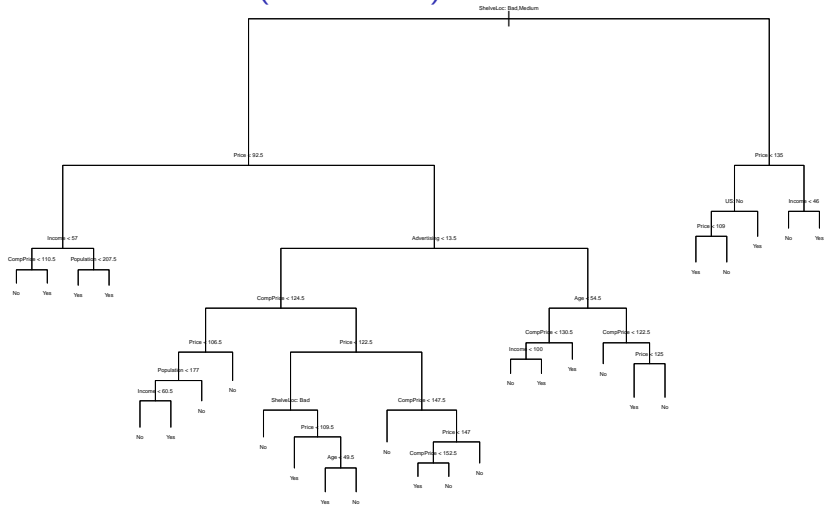 ShelveLoc: Bad,Medium
Price < 92.5
Price < 135
US: No
Income < 46
Price < 109
Income < 57
Advertising < 13.5
No
Yes
Yes
CompPrice < 110.5
Population < 207.5
Yes
No
No
Yes
Yes
Yes
CompPrice < 124.5
Age < 54.5
CompPrice < 130.5
CompPrice < 122.5
Price < 106.5
Price < 122.5
Income < 100
Price < 125
Population < 177
Yes
No
No
Yes
No
Income < 60.5
ShelveLoc: Bad
CompPrice < 147.5
Yes
No
No
Price < 109.5
Price < 147
No
Yes
No
No
CompPrice < 152.5
Age < 49.5
No
Yes
Yes
No
Yes
No